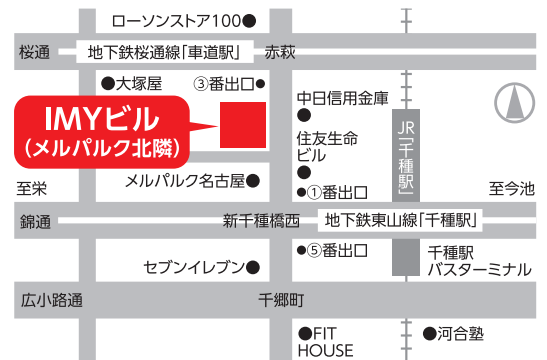 ローソンストア100●
桜通
地下鉄桜通線「車道駅」
赤萩
●大塚屋
③番出口●
IMYビル
(メルパルク北隣)
中日信用金庫
●
住友生命
ビル
●
JR「千種駅」
至栄
メルパルク名古屋●
●①番出口
至今池
錦通
新千種橋西
地下鉄東山線「千種駅」
●⑤番出口
千種駅
バスターミナル
セブンイレブン●
広小路通
千郷町
●FIT
HOUSE
●河合塾